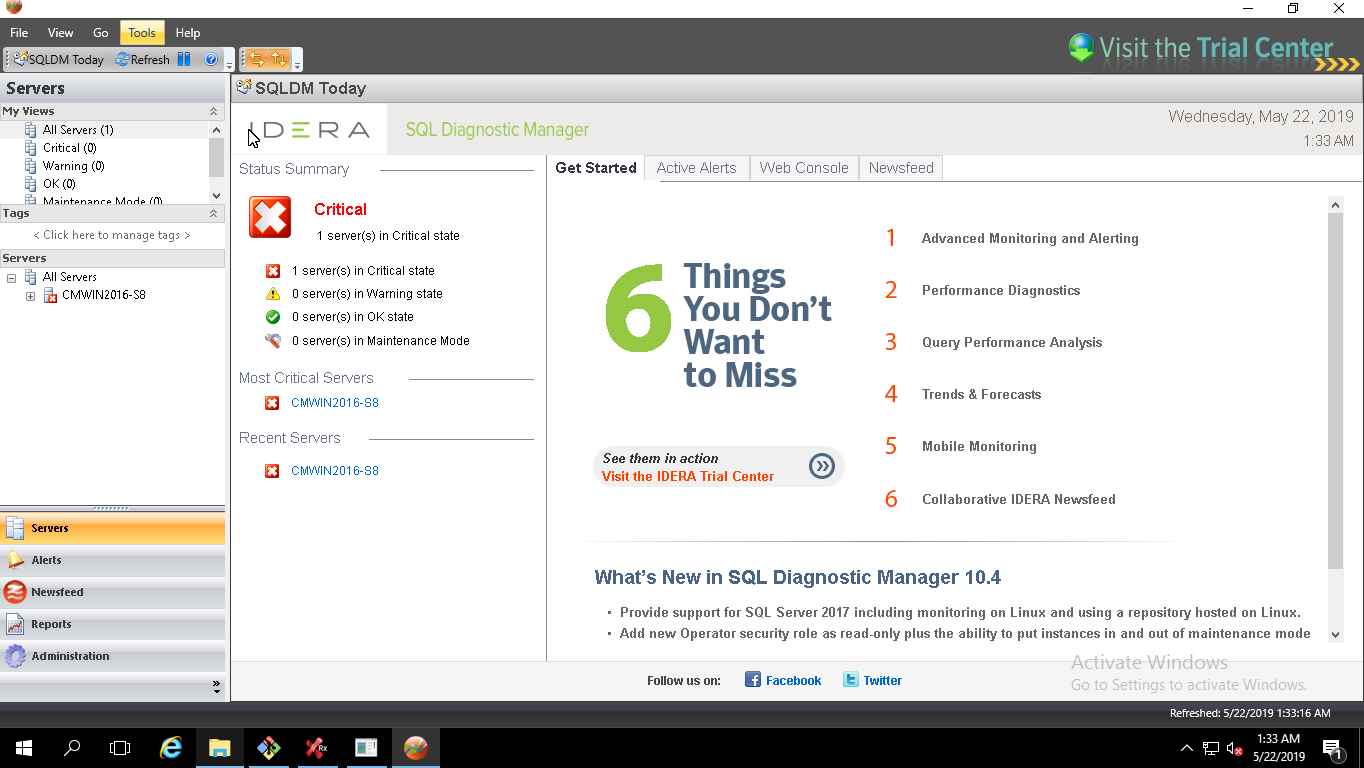 File View Go Tools Help
Visit the Trial Center
SQLDM Today Refresh
Servers
My Views
All Servers (1)
Critical (0)
Warning (0)
OK (0)
Maintenance Mode (0)
Tags
< Click here to manage tags >
Servers
All Servers
CMWIN2016-S8
Servers
Alerts
Newsfeed
Reports
Administration
SQLDM Today
IDERA
SQL Diagnostic Manager
Wednesday, May 22, 2019
1:33 AM
Status Summary
Critical
1 server(s) in Critical state
1 server(s) in Critical state
0 server(s) in Warning state
0 server(s) in OK state
0 server(s) in Maintenance Mode
Most Critical Servers
CMWIN2016-S8
Recent Servers
CMWIN2016-S8
Get Started Active Alerts Web Console Newsfeed
6 Things
You Don't
Want
to Miss
See them in action
Visit the IDERA Trial Center
1 Advanced Monitoring and Alerting
2 Performance Diagnostics
3 Query Performance Analysis
4 Trends & Forecasts
5 Mobile Monitoring
6 Collaborative IDERA Newsfeed
What's New in SQL Diagnostic Manager 10.4
• Provide support for SQL Server 2017 including monitoring on Linux and using a repository hosted on Linux.
• Add new Operator security role as read-only plus the ability to put instances in and out of maintenance mode
Activate Windows
Go to Settings to activate Windows.
Follow us on: Facebook Twitter
Refreshed: 5/22/2019 1:33:16 AM
Rx
1:33 AM
5/22/2019
1